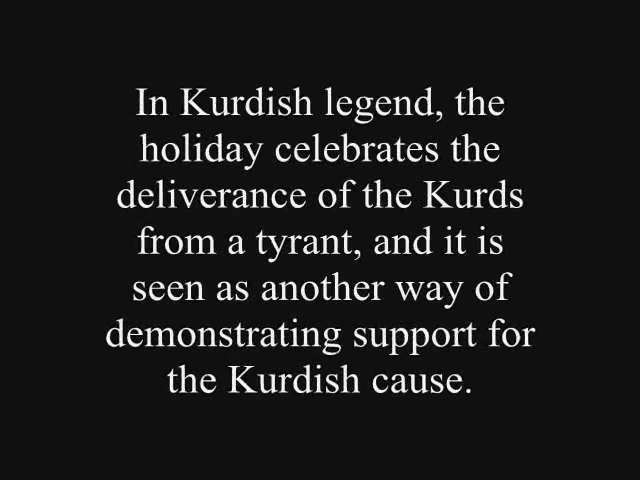 In Kurdish legend, the
holiday celebrates the
deliverance of the Kurds
from a tyrant, and it is
seen as another way of
demonstrating support for
the Kurdish cause.